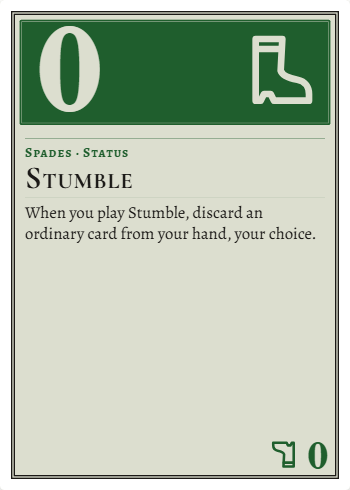 0
Spades · Status
Stumble
When you play Stumble, discard an
ordinary card from your hand, your choice.
0